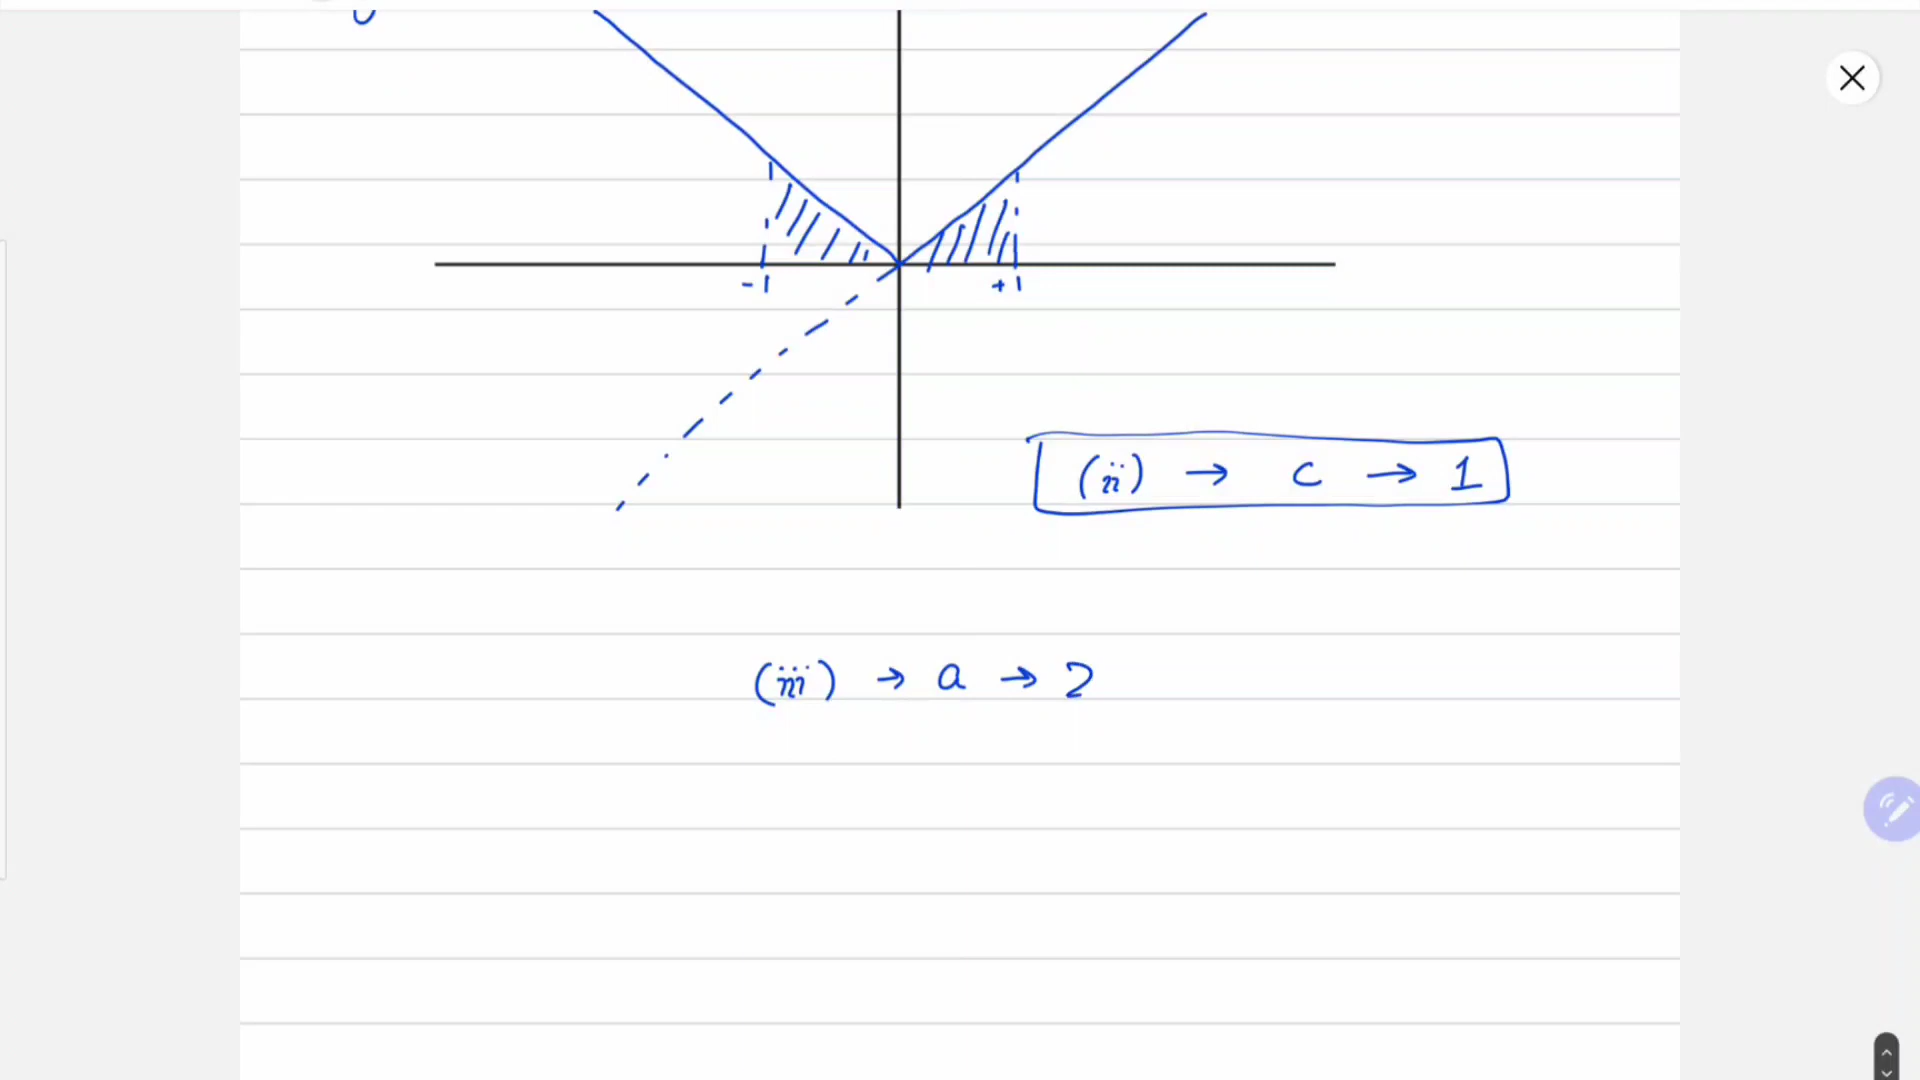 -1 +1
(ii) → c → 1
(iii) → a → 2